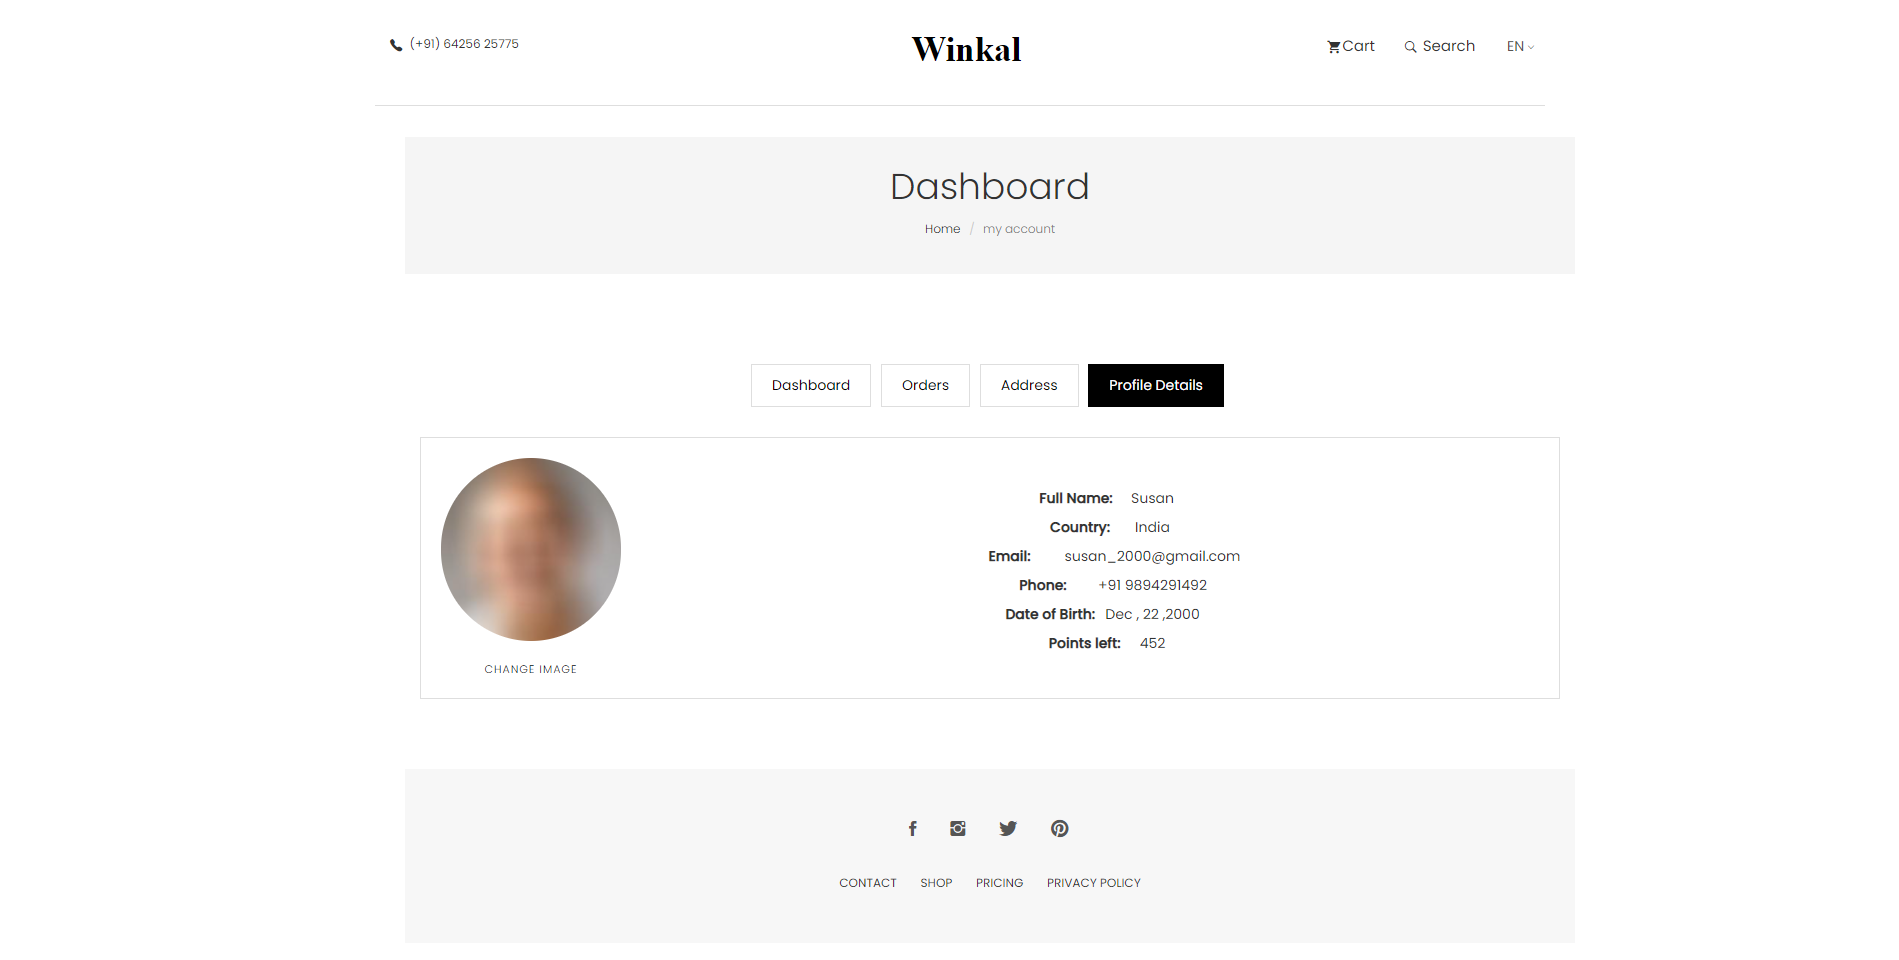 (+91) 64256 25775
Winkal
Cart Search EN
Dashboard
Home / my account
Dashboard Orders Address Profile Details
Full Name: Susan
Country: India
Email: susan_2000@gmail.com
Phone: +91 9894291492
Date of Birth: Dec , 22 ,2000
Points left: 452
CHANGE IMAGE
CONTACT SHOP PRICING PRIVACY POLICY